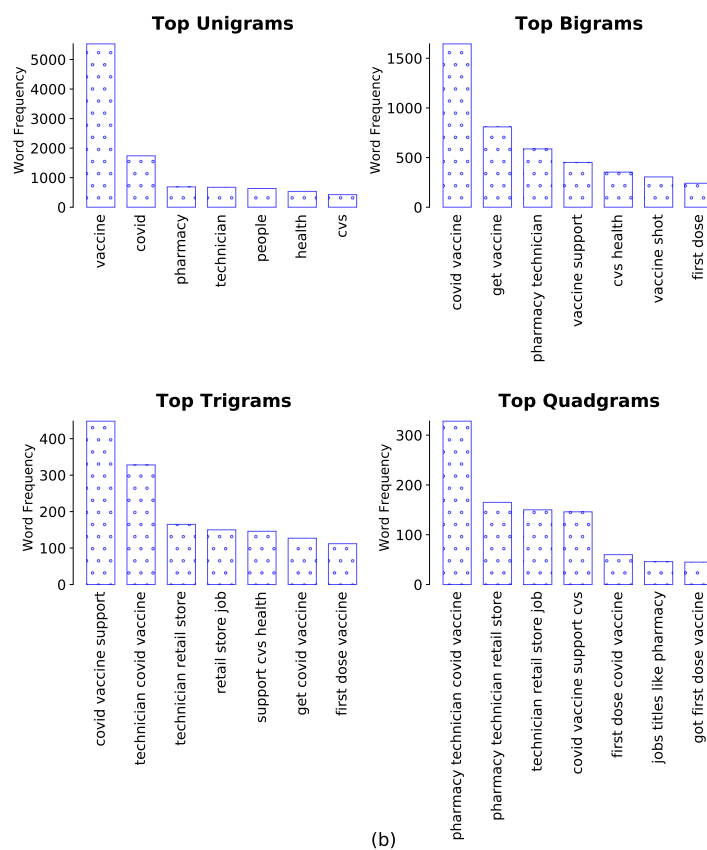 Top Unigrams
Word Frequency
5000
4000
3000
2000
1000
0
vaccine
covid
pharmacy
technician
people
health
cvs
Top Bigrams
Word Frequency
1500
1000
500
0
covid vaccine
get vaccine
pharmacy technician
vaccine support
cvs health
vaccine shot
first dose
Top Trigrams
Word Frequency
400
300
200
100
0
covid vaccine support
technician covid vaccine
technician retail store
retail store job
support cvs health
get covid vaccine
first dose vaccine
Top Quadgrams
Word Frequency
300
200
100
0
pharmacy technician covid vaccine
pharmacy technician retail store
technician retail store job
covid vaccine support cvs
first dose covid vaccine
jobs titles like pharmacy
got first dose vaccine
(b)